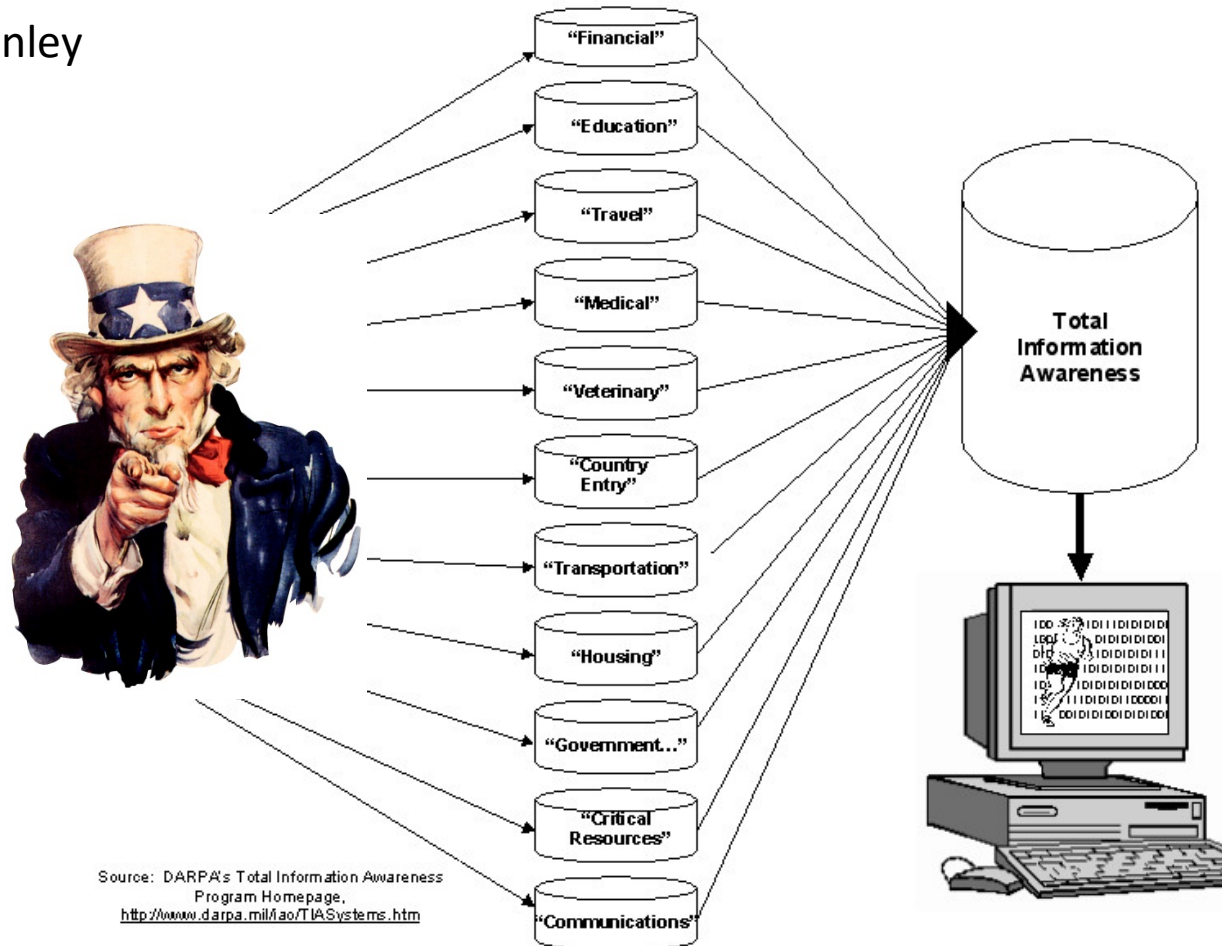 nley
“Financial”
“Education”
“Travel”
“Medical”
“Veterinary”
“Country
Entry”
“Transportation”
“Housing”
“Government...”
“Critical
Resources”
“Communications”
Total
Information
Awareness
Source: DARPA's Total Information Awareness
Program Homepage,
http://www.darpa.mil/iao/TIASystems.htm